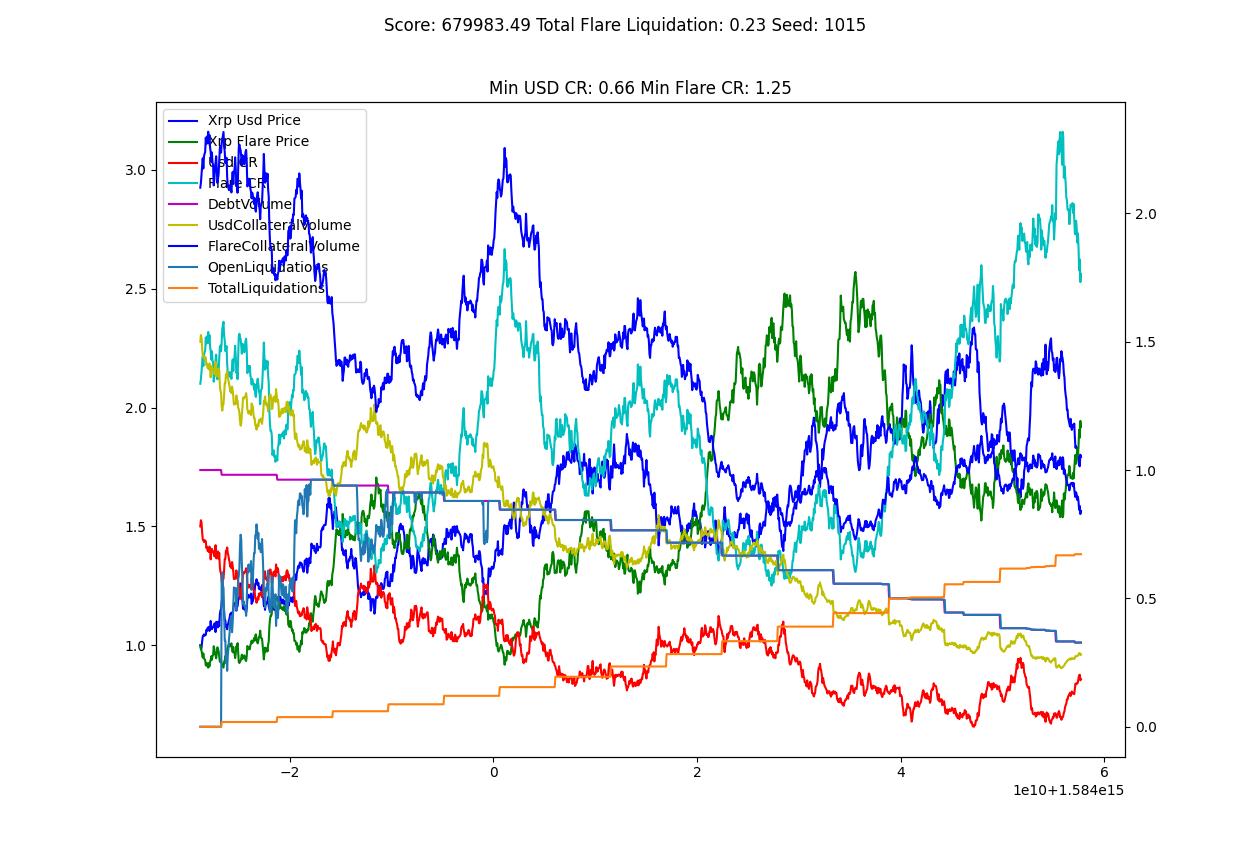 Score: 679983.49 Total Flare Liquidation: 0.23 Seed: 1015
Min USD CR: 0.66 Min Flare CR: 1.25
Xrp Usd Price
Xrp Flare Price
Usd CR
Flare CR
DebtVolume
UsdCollateralVolume
FlareCollateralVolume
OpenLiquidations
TotalLiquidations
3.0
2.5
2.0
1.5
1.0
2.0
1.5
1.0
0.5
0.0
−2
0
2
4
6
1e10+1.584e15